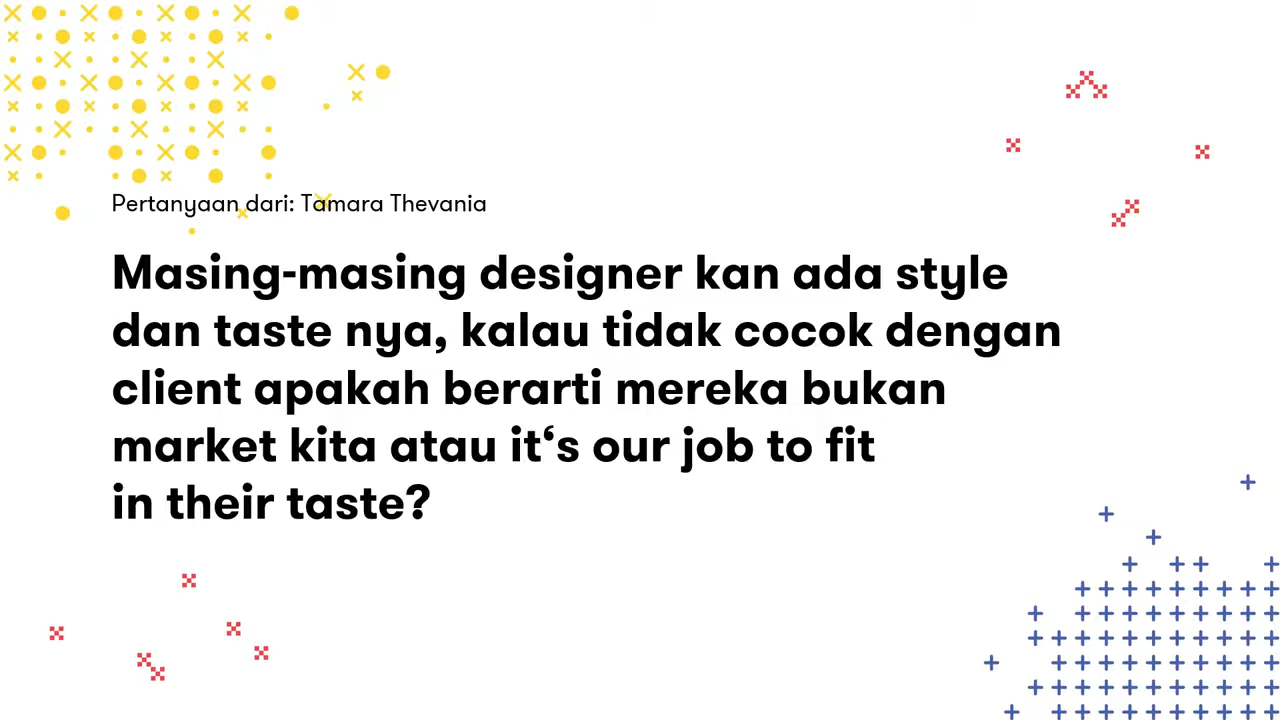 Pertanyaan dari: Tamara Thevania
Masing-masing designer kan ada style
dan taste nya, kalau tidak cocok dengan
client apakah berarti mereka bukan
market kita atau it‘s our job to fit
in their taste?